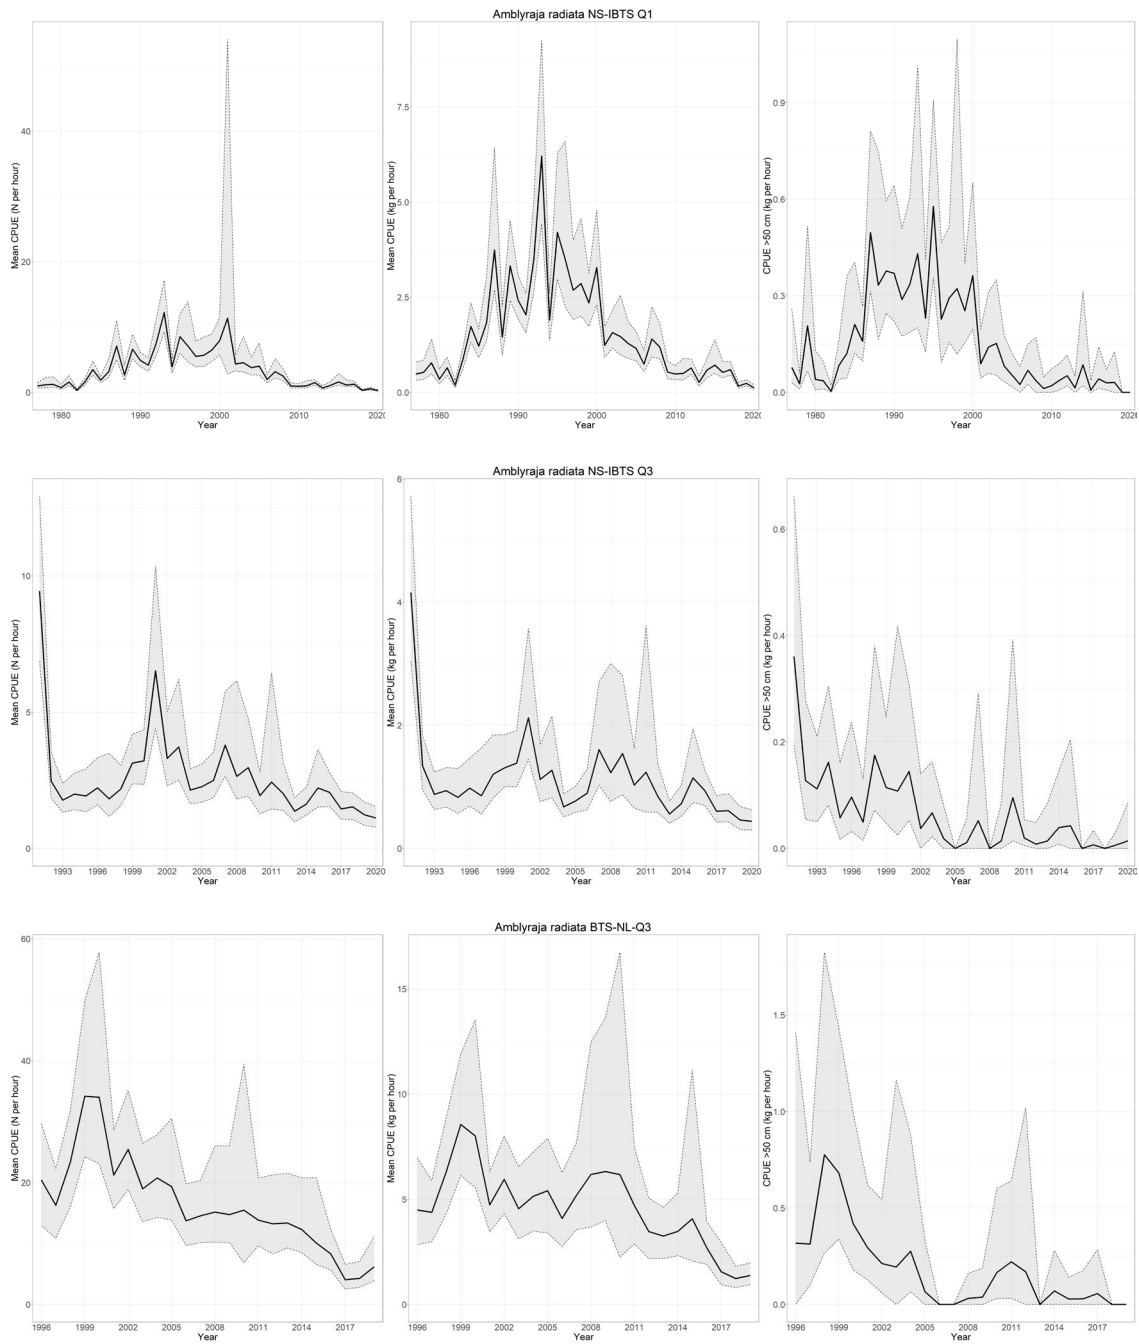 Amblyraja radiata NS-IBTS Q1
Mean CPUE (N per hour)
40
20
0
1980 1990 2000 2010 2020
Year
Mean CPUE (kg per hour)
7.5
5.0
2.5
0.0
1980 1990 2000 2010 202
Year
CPUE >50 cm (kg per hour)
0.9
0.6
0.3
0.0
1980 1990 2000 2010 2020
Year
Amblyraja radiata NS-IBTS Q3
Mean CPUE (N per hour)
10
5
0
1993 1996 1999 2002 2005 2008 2011 2014 2017 2020
Year
Mean CPUE (kg per hour)
6
4
2
0
1993 1996 1999 2002 2005 2008 2011 2014 2017 2020
Year
CPUE >50 cm (kg per hour)
0.6
0.4
0.2
0.0
1993 1996 1999 2002 2005 2008 2011 2014 2017 2020
Year
Amblyraja radiata BTS-NL-Q3
Mean CPUE (N per hour)
60
40
20
0
1996 1999 2002 2005 2008 2011 2014 2017
Year
Mean CPUE (kg per hour)
15
10
5
0
1996 1999 2002 2005 2008 2011 2014 2017
Year
CPUE >50 cm (kg per hour)
1.5
1.0
0.5
0.0
1996 1999 2002 2005 2008 2011 2014 2017
Year